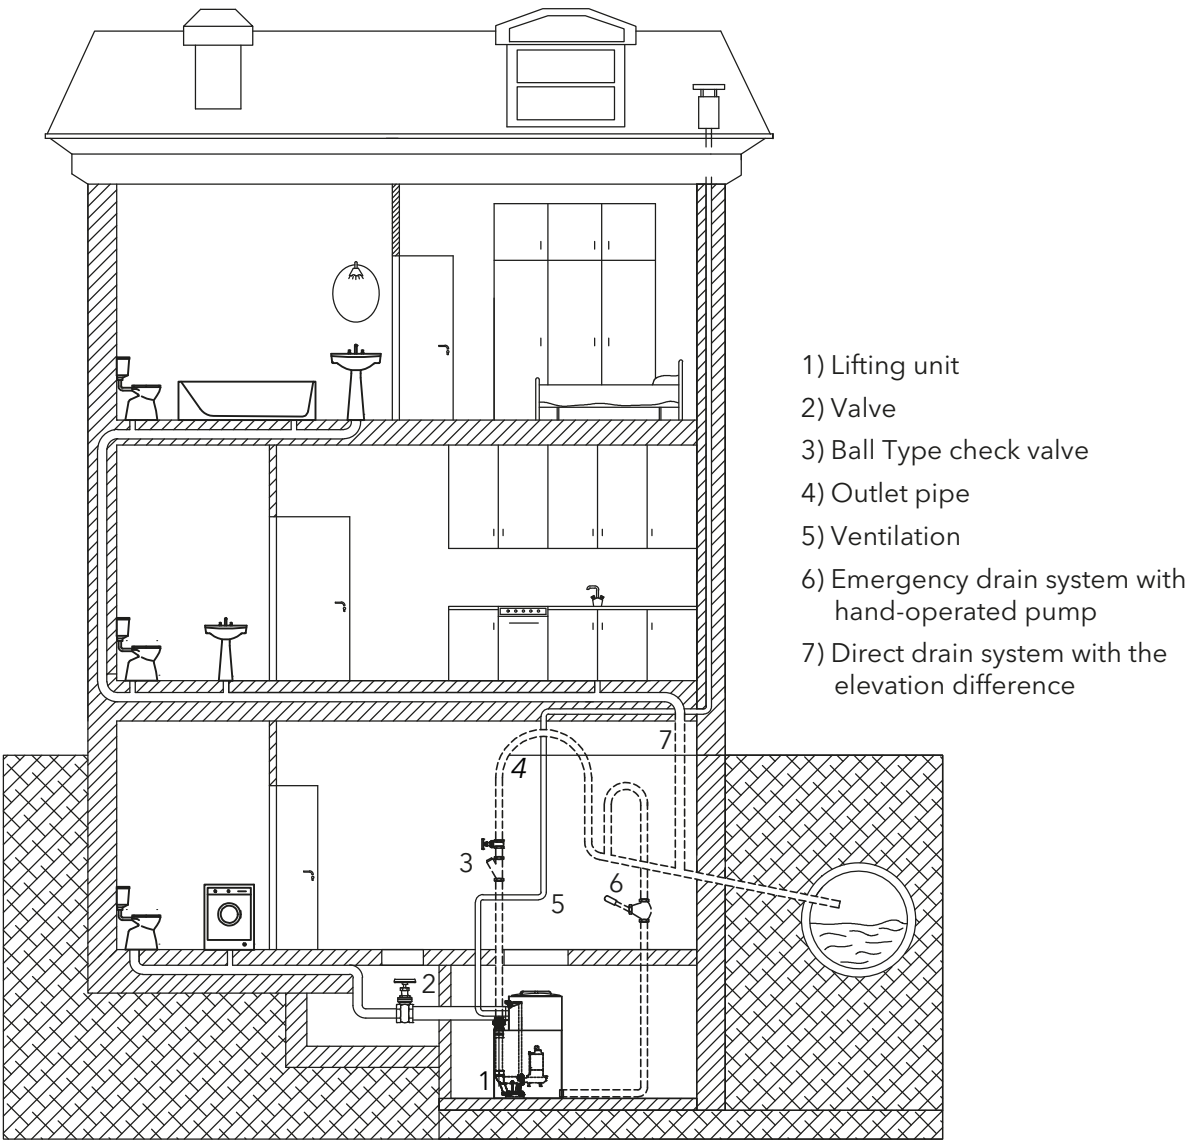 1) Lifting unit
2) Valve
3) Ball Type check valve
4) Outlet pipe
5) Ventilation
6) Emergency drain system with
hand-operated pump
7) Direct drain system with the
elevation difference
7
4
3
6
5
2
1